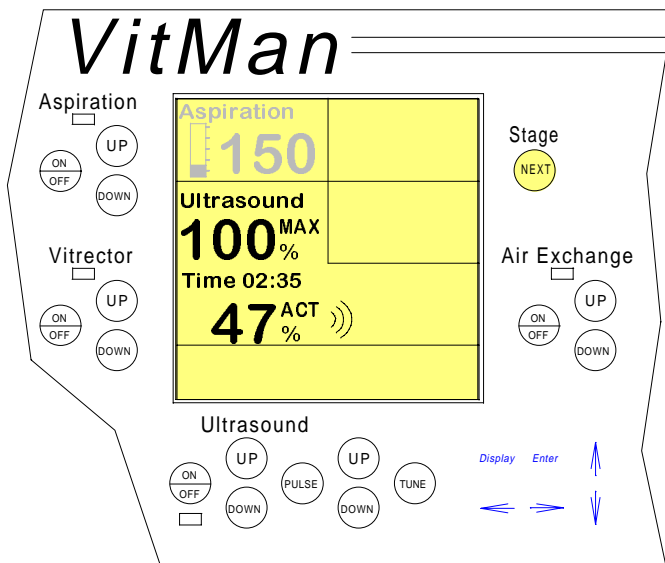 VitMan
Aspiration
UP
ON
OFF
DOWN
Vitrector
UP
ON
OFF
DOWN
Aspiration
150
Ultrasound
100 MAX %
Time 02:35
47 ACT %
Stage
NEXT
Air Exchange
UP
ON
OFF
DOWN
Ultrasound
ON
OFF
UP
DOWN
PULSE
UP
DOWN
TUNE
Display Enter